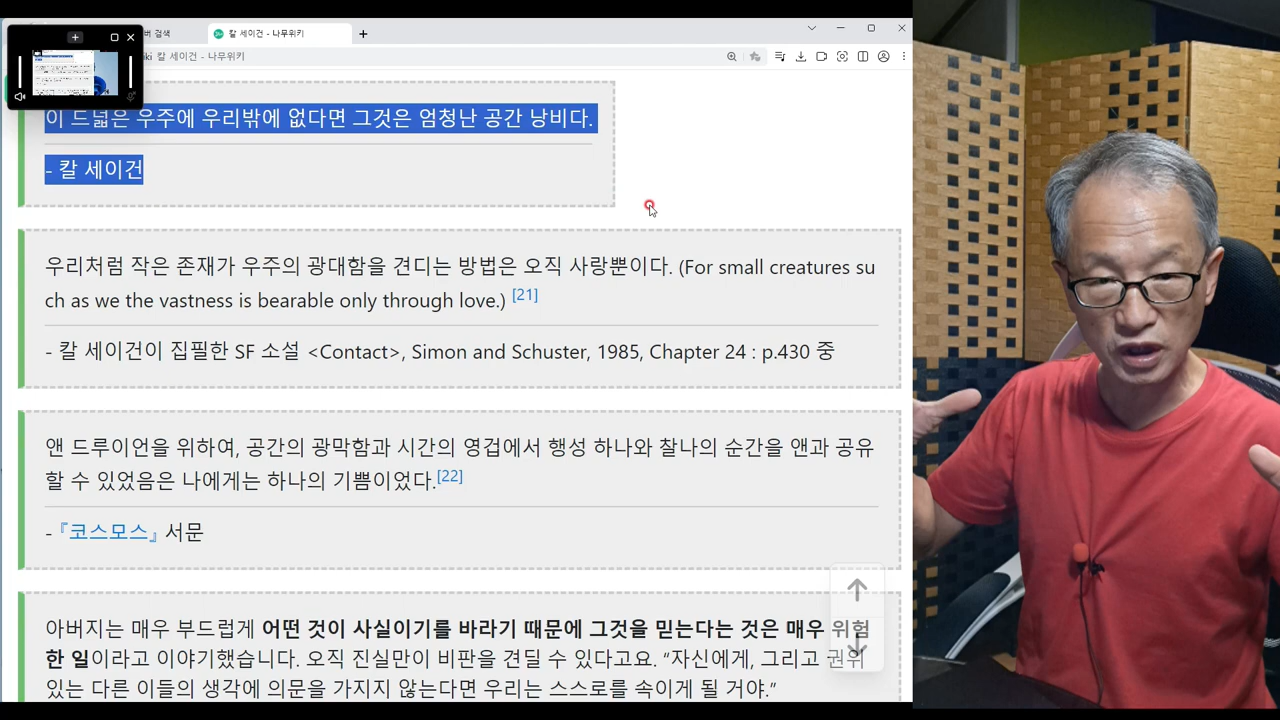 버 검색
칼 세이건 - 나무위키
iki 칼 세이건 - 나무위키
이 드넓은 우주에 우리밖에 없다면 그것은 엄청난 공간 낭비다.
- 칼 세이건
우리처럼 작은 존재가 우주의 광대함을 견디는 방법은 오직 사랑뿐이다. (For small creatures su
ch as we the vastness is bearable only through love.) [21]
- 칼 세이건이 집필한 SF 소설 <Contact>, Simon and Schuster, 1985, Chapter 24 : p.430 중
앤 드루이언을 위하여, 공간의 광막함과 시간의 영겁에서 행성 하나와 찰나의 순간을 앤과 공유
할 수 있었음은 나에게는 하나의 기쁨이었다.[22]
- 『코스모스』 서문
아버지는 매우 부드럽게 어떤 것이 사실이기를 바라기 때문에 그것을 믿는다는 것은 매우 위험
한 일이라고 이야기했습니다. 오직 진실만이 비판을 견딜 수 있다고요. “자신에게, 그리고 권위
있는 다른 이들의 생각에 의문을 가지지 않는다면 우리는 스스로를 속이게 될 거야.”